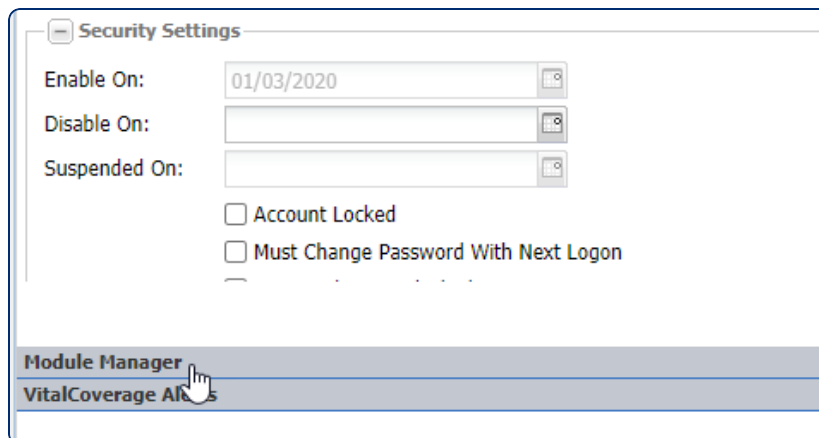 Security Settings
Enable On: 01/03/2020
Disable On:
Suspended On:
Account Locked
Must Change Password With Next Logon
Module Manager
VitalCoverage Alerts